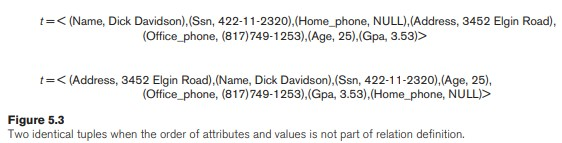 t=< (Name, Dick Davidson),(Ssn, 422-11-2320),(Home_phone, NULL),(Address, 3452 Elgin Road),
(Office_phone, (817)749-1253),(Age, 25),(Gpa, 3.53)>
t=< (Address, 3452 Elgin Road),(Name, Dick Davidson),(Ssn, 422-11-2320),(Age, 25),
(Office_phone, (817)749-1253),(Gpa, 3.53),(Home_phone, NULL)>
Figure 5.3
Two identical tuples when the order of attributes and values is not part of relation definition.